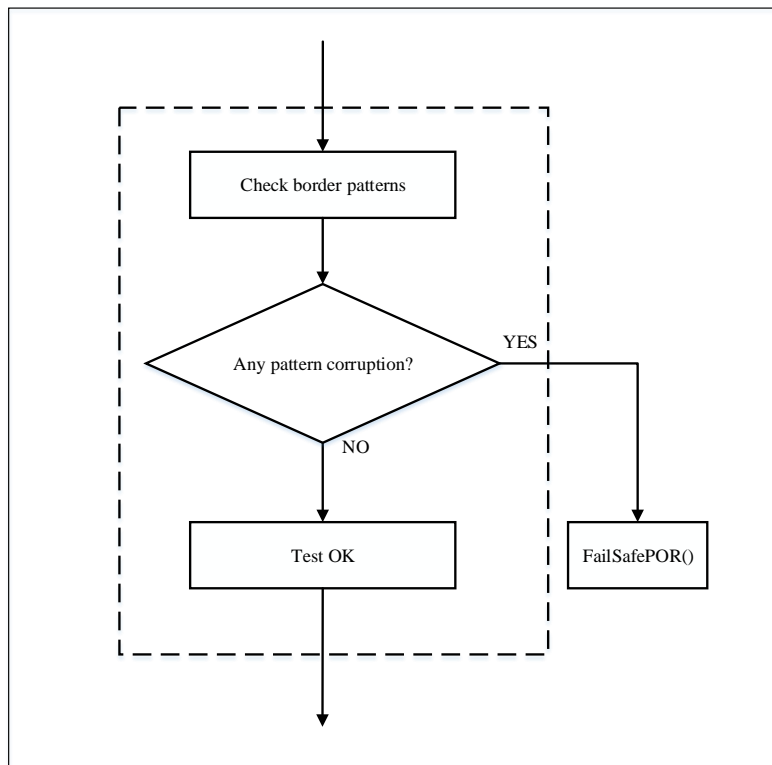 Check border patterns
Any pattern corruption?
YES
NO
Test OK
FailSafePOR()